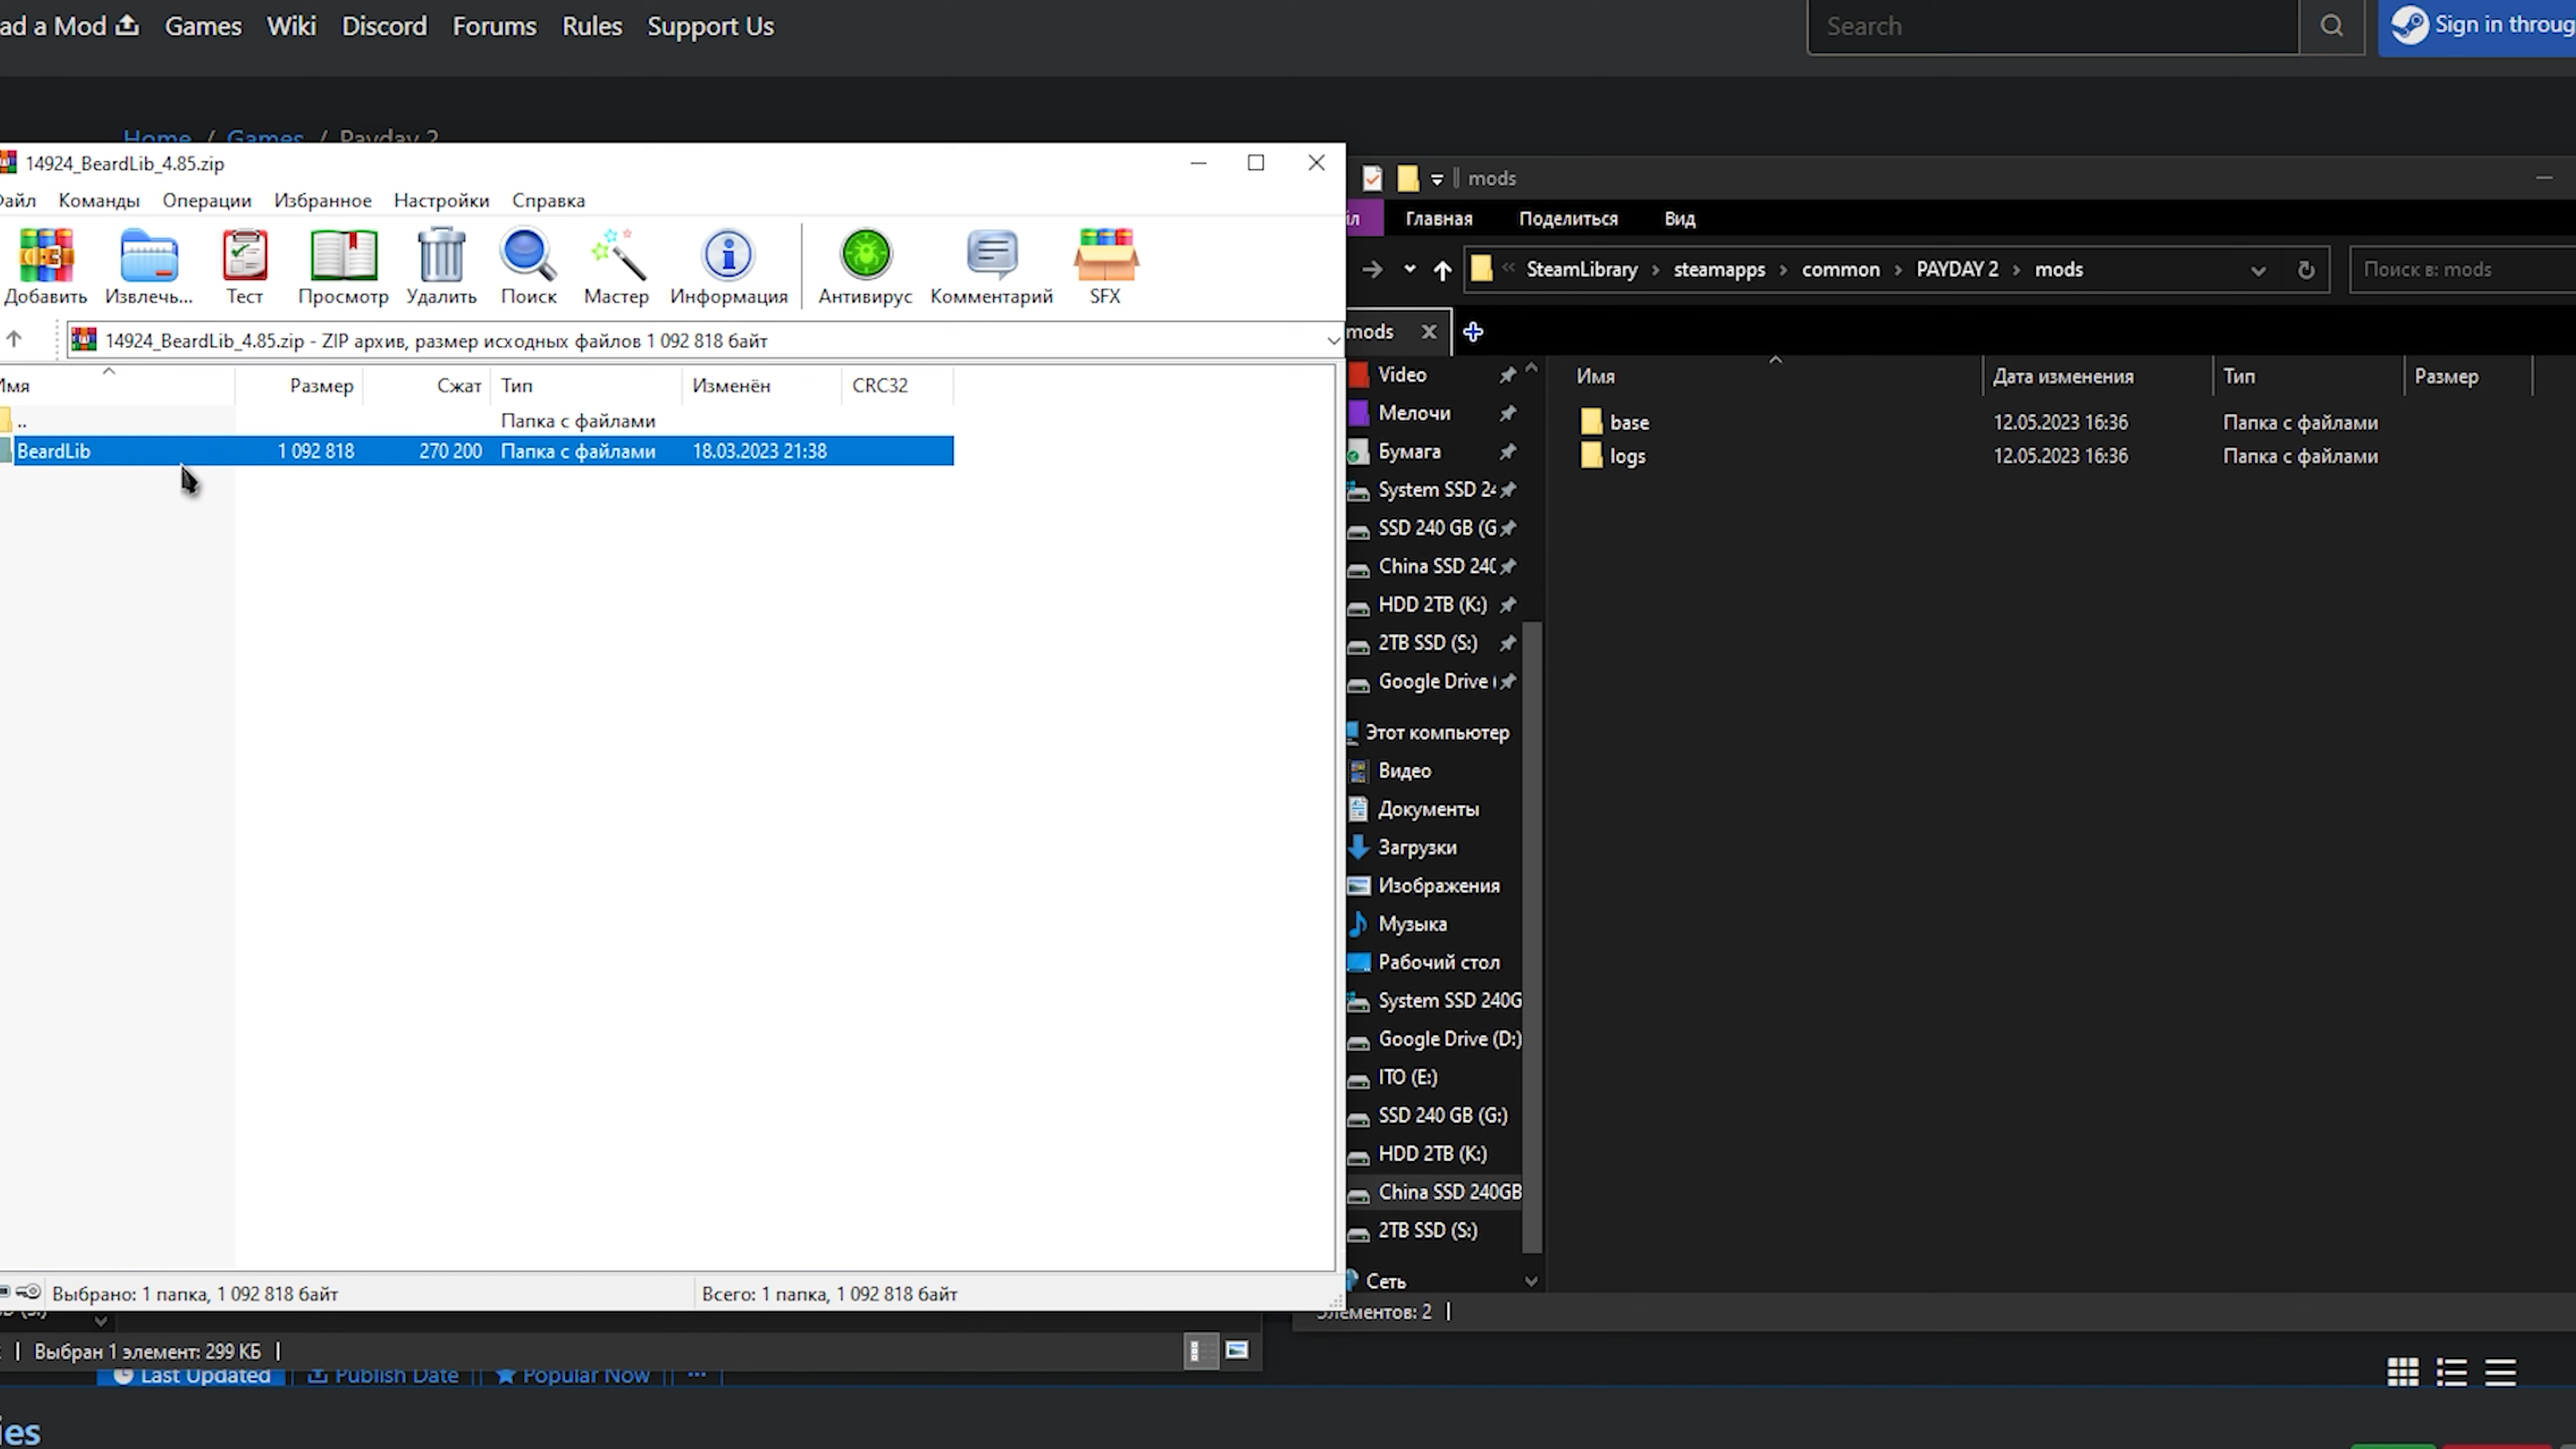 ad a Mod Games Wiki Discord Forums Rules Support Us
Search
Sign in throug
Home / Games / Payday 2
14924_BeardLib_4.85.zip
Файл Команды Операции Избранное Настройки Справка
Добавить Извлечь... Тест Просмотр Удалить Поиск Мастер Информация Антивирус Комментарий SFX
14924_BeardLib_4.85.zip - ZIP архив, размер исходных файлов 1 092 818 байт
Имя Размер Сжат Тип Изменён CRC32
.. Папка с файлами
BeardLib 1 092 818 270 200 Папка с файлами 18.03.2023 21:38
Выбрано: 1 папка, 1 092 818 байт
Всего: 1 папка, 1 092 818 байт
Выбран 1 элемент: 299 КБ
Last Updated Publish Date Popular Now ...
ies
mods
йл Главная Поделиться Вид
« SteamLibrary › steamapps › common › PAYDAY 2 › mods
Поиск в: mods
mods
Video
Мелочи
Бумага
System SSD 24
SSD 240 GB (G
China SSD 240
HDD 2TB (K:)
2TB SSD (S:)
Google Drive (
Этот компьютер
Видео
Документы
Загрузки
Изображения
Музыка
Рабочий стол
System SSD 240G
Google Drive (D:)
ITO (E:)
SSD 240 GB (G:)
HDD 2TB (K:)
China SSD 240GB
2TB SSD (S:)
Сеть
Имя Дата изменения Тип Размер
base 12.05.2023 16:36 Папка с файлами
logs 12.05.2023 16:36 Папка с файлами
Элементов: 2